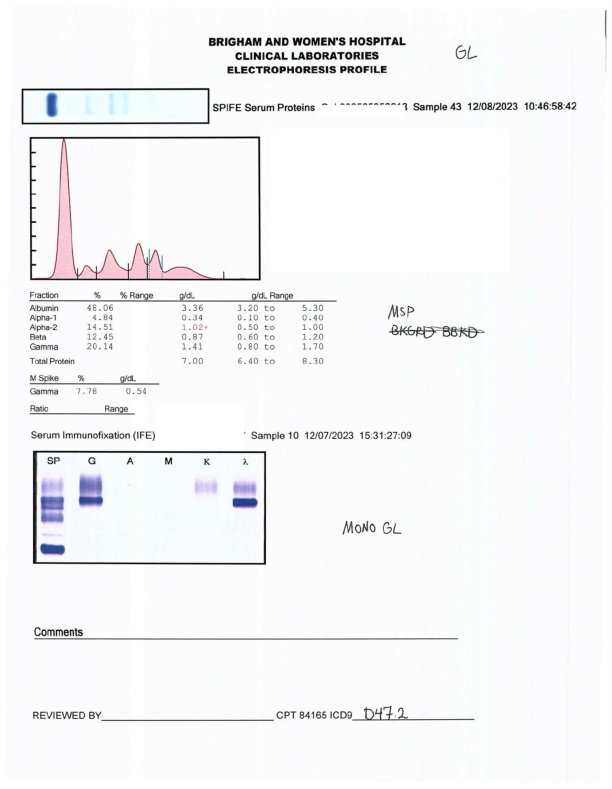 BRIGHAM AND WOMEN'S HOSPITAL
CLINICAL LABORATORIES
ELECTROPHORESIS PROFILE
GL
SPIFE Serum Proteins Sample 43 12/08/2023 10:46:58:42
Fraction % % Range g/dL g/dL Range
Albumin 48.06 3.36 3.20 to 5.30
Alpha-1 4.84 0.34 0.10 to 0.40
Alpha-2 14.51 1.02+ 0.50 to 1.00
Beta 12.45 0.87 0.60 to 1.20
Gamma 20.14 1.41 0.80 to 1.70
Total Protein 7.00 6.40 to 8.30
MSP
M Spike % g/dL
Gamma 7.78 0.54
Ratio Range
Serum Immunofixation (IFE) Sample 10 12/07/2023 15:31:27:09
SP G A M K λ
MONO GL
Comments
REVIEWED BY CPT 84165 ICD9 D47.2